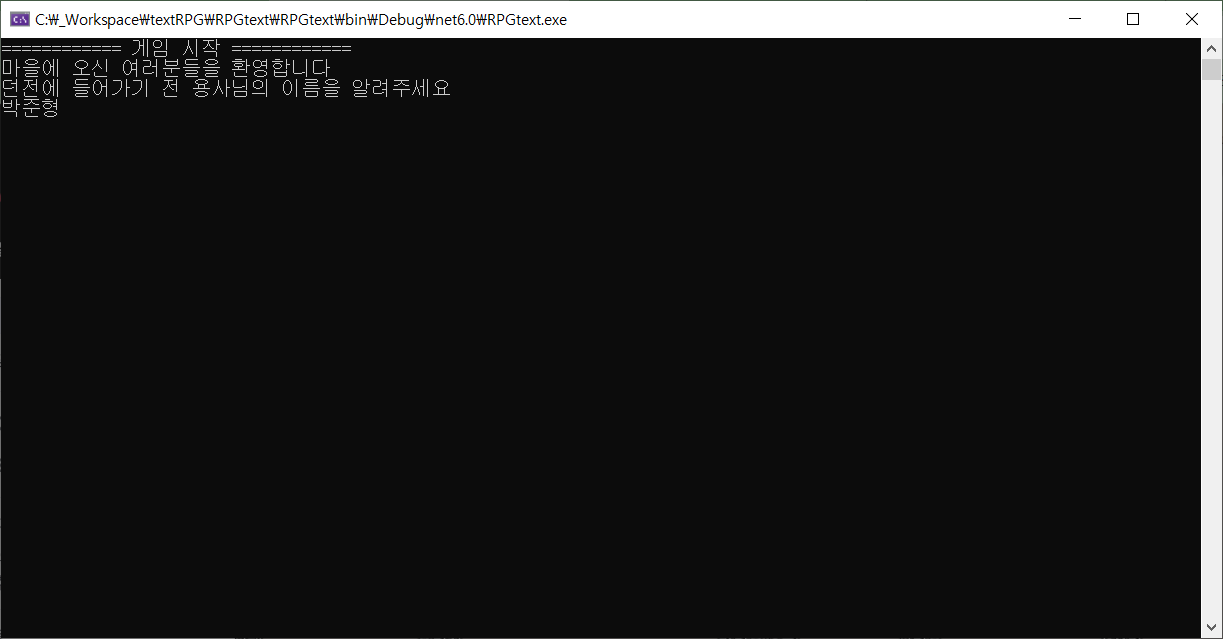 C:\_Workspace\textRPG\RPGtext\RPGtext\bin\Debug\net6.0\RPGtext.exe
============ 게임 시작 ============
마을에 오신 여러분들을 환영합니다
던전에 들어가기 전 용사님의 이름을 알려주세요
박준형